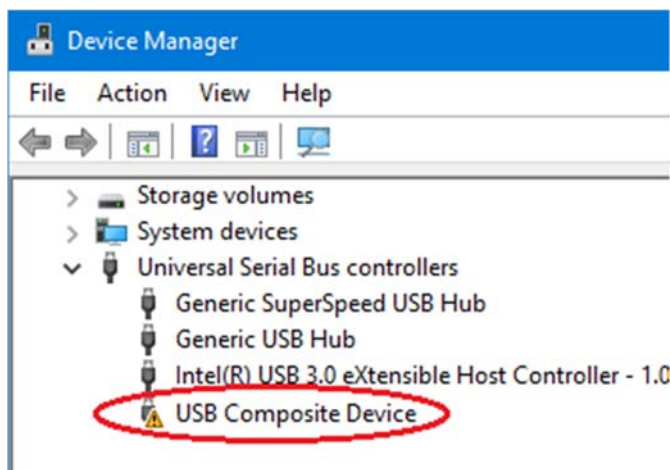 Device Manager
File Action View Help
Storage volumes
System devices
Universal Serial Bus controllers
Generic SuperSpeed USB Hub
Generic USB Hub
Intel(R) USB 3.0 eXtensible Host Controller - 1.0
USB Composite Device